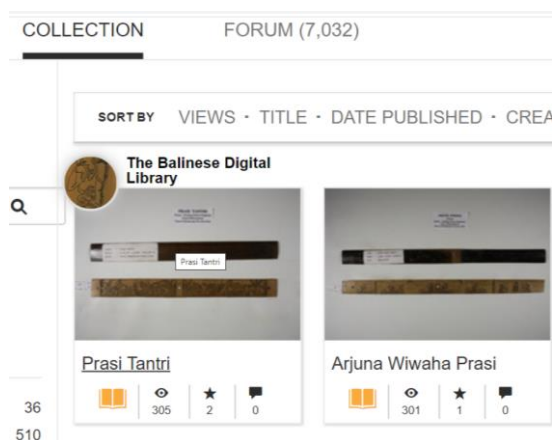 COLLECTION FORUM (7,032)
SORT BY VIEWS · TITLE · DATE PUBLISHED · CREA
The Balinese Digital
Library
Prasi Tantri
Prasi Tantri
305 2 0
Arjuna Wiwaha Prasi
301 1 0
36
510